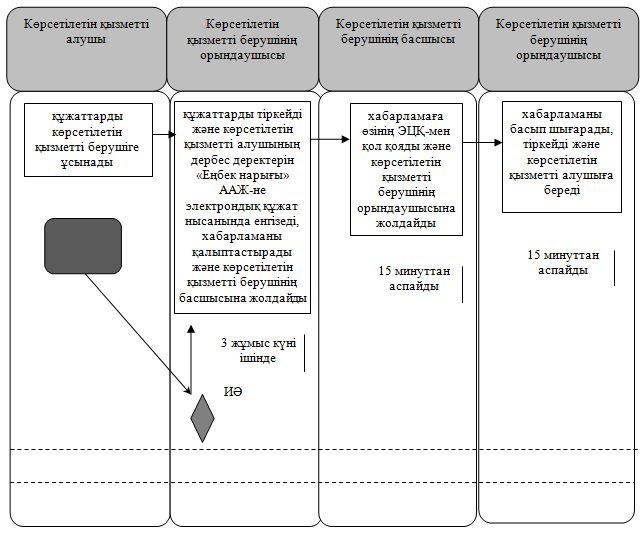 Көрсетілетін қызметті
алушы
Көрсетілетін
қызметті берушінің
орындаушысы
Көрсетілетін қызметті
берушінің басшысы
Көрсетілетін қызметті
берушінің
орындаушысы
құжаттарды
көрсетілетін
қызметті берушіге
ұсынады
құжаттарды тіркейді
және көрсетілетін
қызметті алушының
дербес деректерін
«Еңбек нарығы»
ААЖ-не
электрондық құжат
нысанында енгізеді,
хабарламаны
қалыптастырады
және көрсетілетін
қызметті берушінің
басшысына жолдайды
хабарламаға
өзінің ЭЦҚ-мен
қол қояды және
көрсетілетін
қызметті
берушінің
орындаушысына
жолдайды
хабарламаны
басып шығарады,
тіркейді және
көрсетілетін
қызметті алушыға
береді
15 минуттан
аспайды
15 минуттан
аспайды
3 жұмыс күні
ішінде
ИӘ